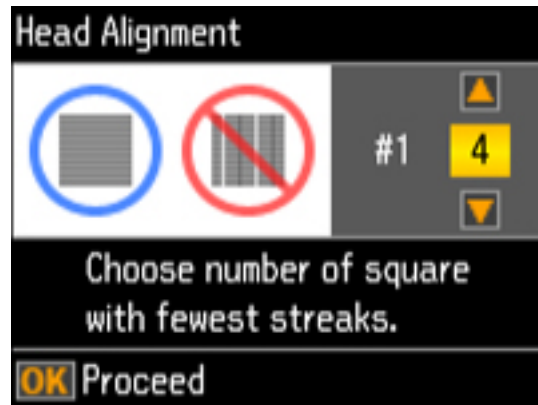 Head Alignment
#1 4
Choose number of square
with fewest streaks.
OK Proceed